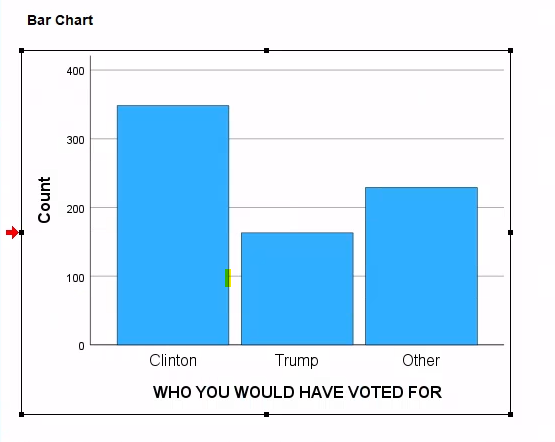 Bar Chart
400
300
200
100
0
Count
Clinton Trump Other
WHO YOU WOULD HAVE VOTED FOR